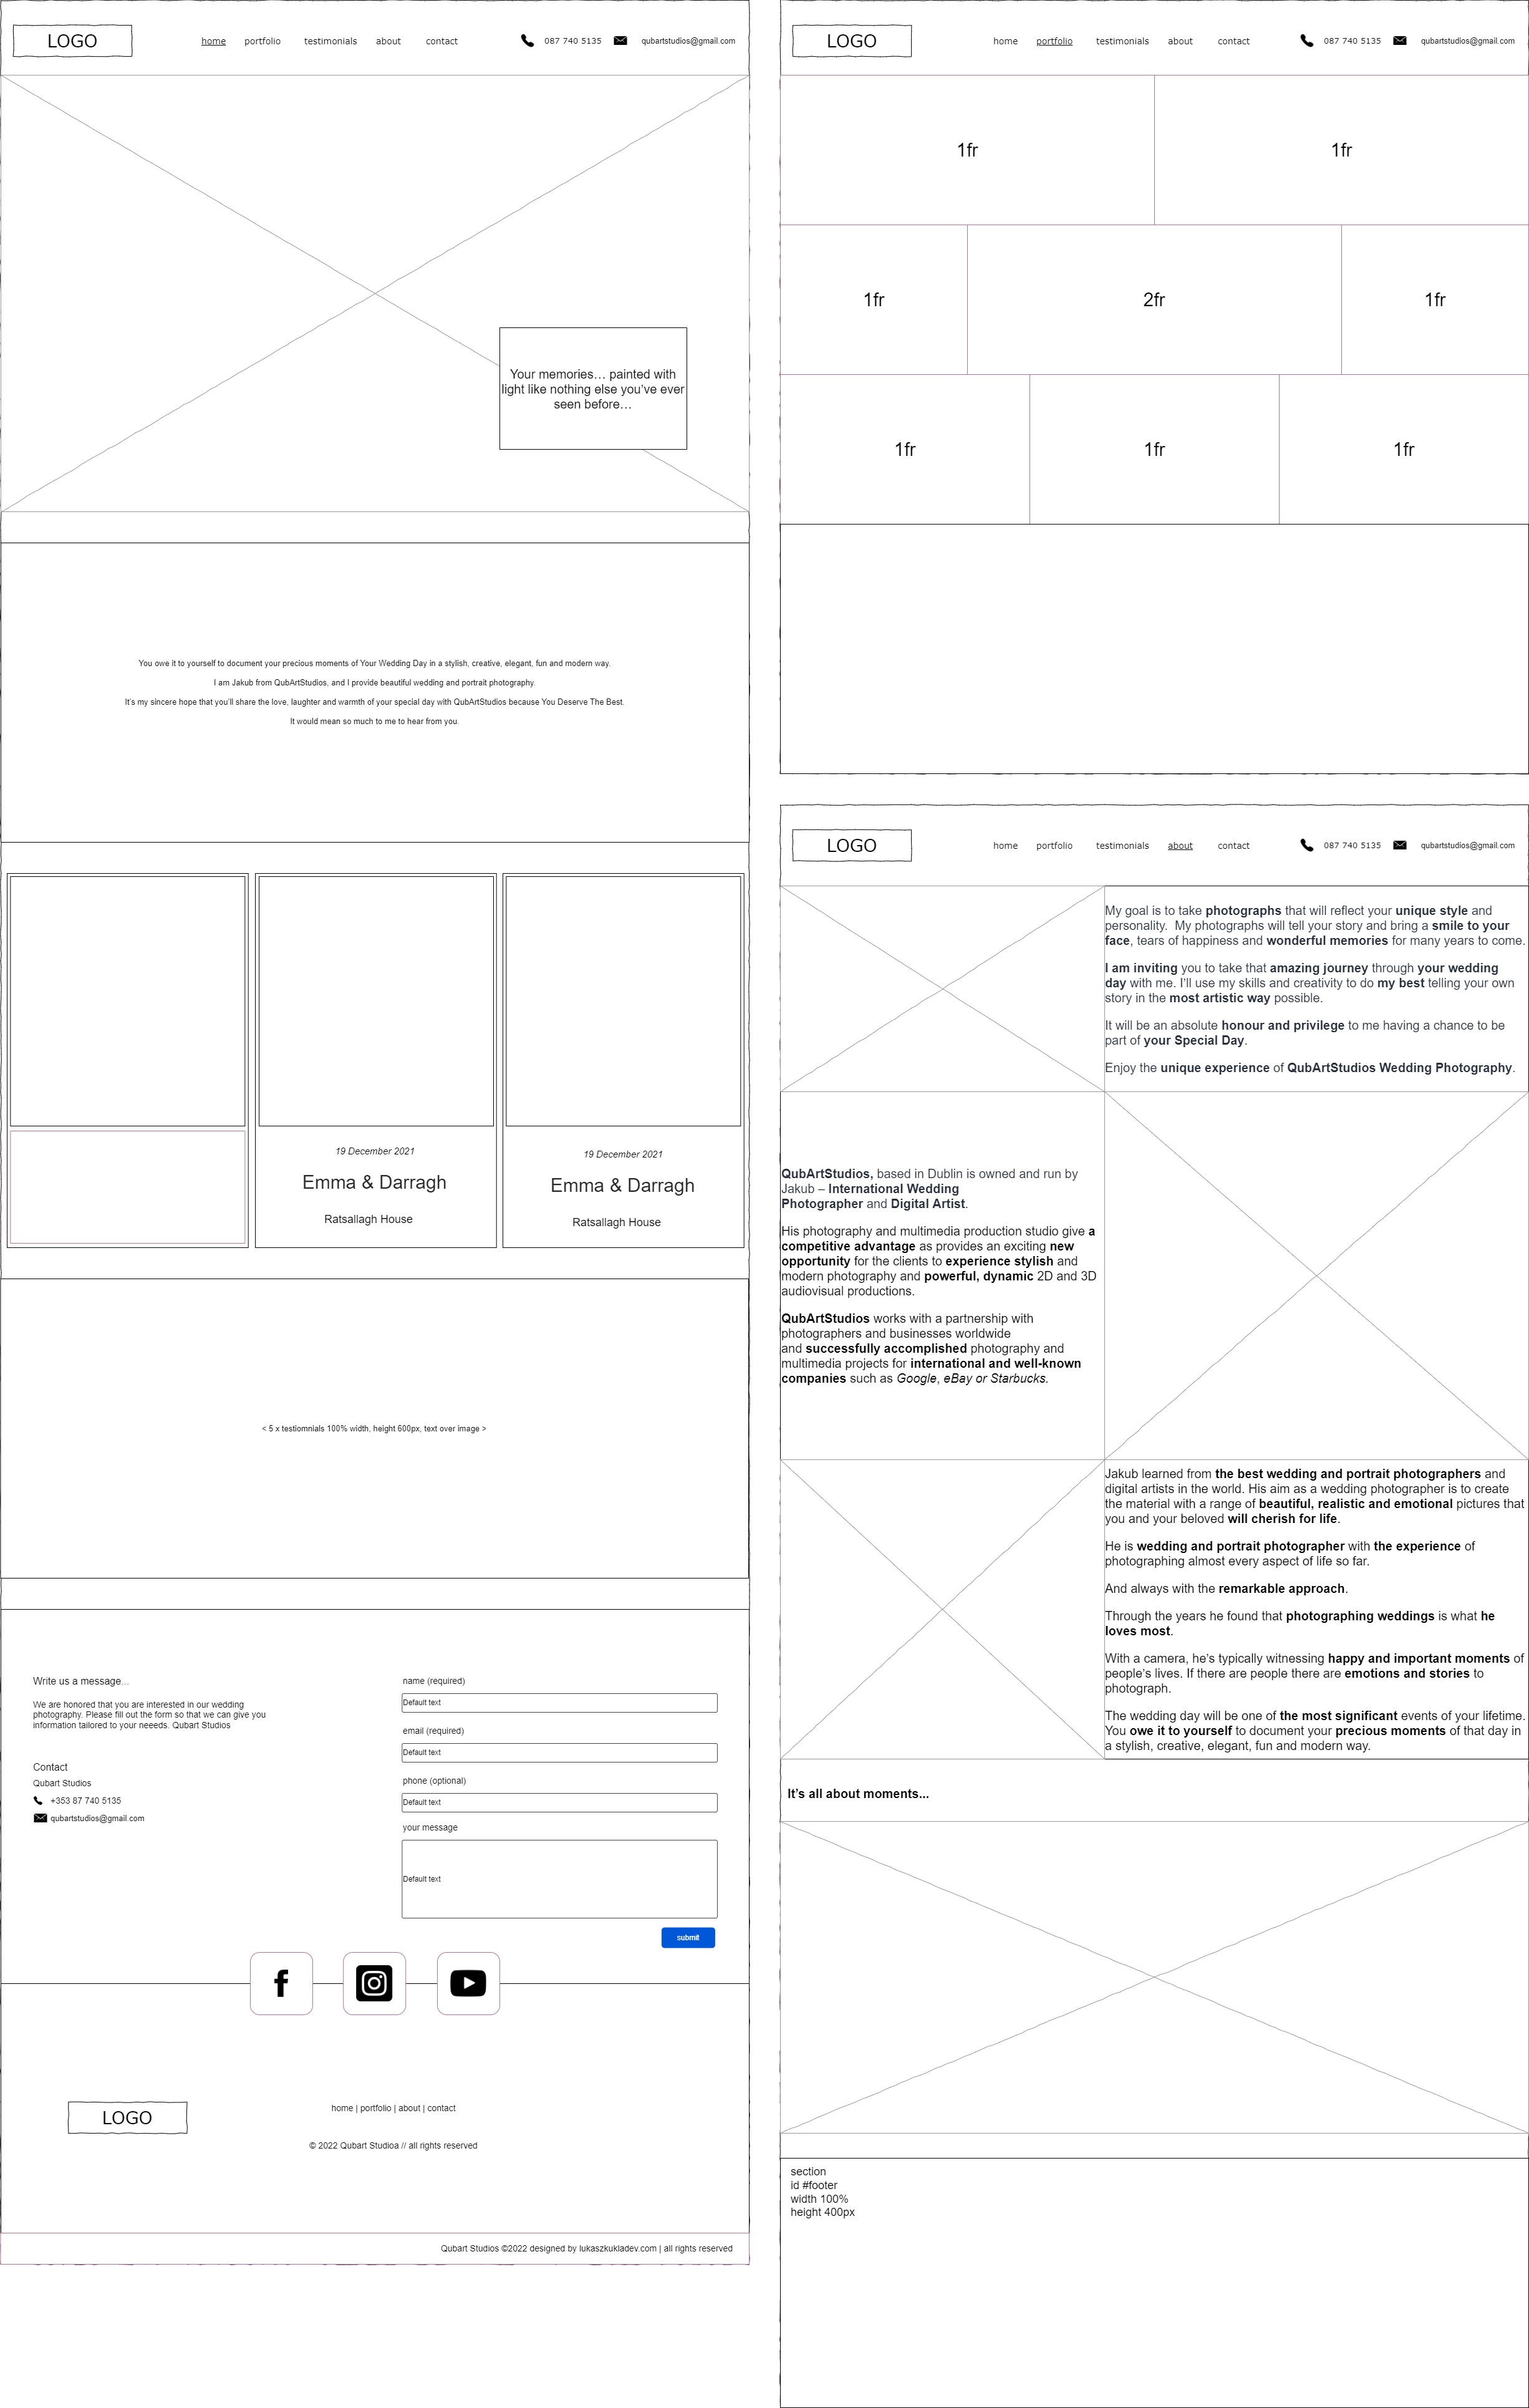 LOGO
home portfolio testimonials about contact 087 740 5135 qubartstudios@gmail.com
Your memories… painted with
light like nothing else you've ever
seen before…
You owe it to yourself to document your precious moments of Your Wedding Day in a stylish, creative, elegant, fun and modern way.
I am Jakub from QubArtStudios, and I provide beautiful wedding and portrait photography.
It's my sincere hope that you'll share the love, laughter and warmth of your special day with QubArtStudios because You Deserve The Best.
It would mean so much to me to hear from you.
19 December 2021
Emma & Darragh
Ratsallagh House
19 December 2021
Emma & Darragh
Ratsallagh House
< 5 x testiomnials 100% width, height 600px, text over image >
Write us a message...
We are honored that you are interested in our wedding
photography. Please fill out the form so that we can give you
information tailored to your neeeds. Qubart Studios
Contact
Qubart Studios
+353 87 740 5135
qubartstudios@gmail.com
name (required)
Default text
email (required)
Default text
phone (optional)
Default text
your message
Default text
submit
LOGO
home | portfolio | about | contact
© 2022 Qubart Studioa // all rights reserved
Qubart Studios ©2022 designed by lukaszkukladev.com | all rights reserved
LOGO
home portfolio testimonials about contact 087 740 5135 qubartstudios@gmail.com
1fr 1fr
1fr 2fr 1fr
1fr 1fr 1fr
LOGO
home portfolio testimonials about contact 087 740 5135 qubartstudios@gmail.com
My goal is to take photographs that will reflect your unique style and
personality. My photographs will tell your story and bring a smile to your
face, tears of happiness and wonderful memories for many years to come.
I am inviting you to take that amazing journey through your wedding
day with me. I'll use my skills and creativity to do my best telling your own
story in the most artistic way possible.
It will be an absolute honour and privilege to me having a chance to be
part of your Special Day.
Enjoy the unique experience of QubArtStudios Wedding Photography.
QubArtStudios, based in Dublin is owned and run by
Jakub – International Wedding
Photographer and Digital Artist.
His photography and multimedia production studio give a
competitive advantage as provides an exciting new
opportunity for the clients to experience stylish and
modern photography and powerful, dynamic 2D and 3D
audiovisual productions.
QubArtStudios works with a partnership with
photographers and businesses worldwide
and successfully accomplished photography and
multimedia projects for international and well-known
companies such as Google, eBay or Starbucks.
Jakub learned from the best wedding and portrait photographers and
digital artists in the world. His aim as a wedding photographer is to create
the material with a range of beautiful, realistic and emotional pictures that
you and your beloved will cherish for life.
He is wedding and portrait photographer with the experience of
photographing almost every aspect of life so far.
And always with the remarkable approach.
Through the years he found that photographing weddings is what he
loves most.
With a camera, he's typically witnessing happy and important moments of
people's lives. If there are people there are emotions and stories to
photograph.
The wedding day will be one of the most significant events of your lifetime.
You owe it to yourself to document your precious moments of that day in
a stylish, creative, elegant, fun and modern way.
It's all about moments...
section
id #footer
width 100%
height 400px